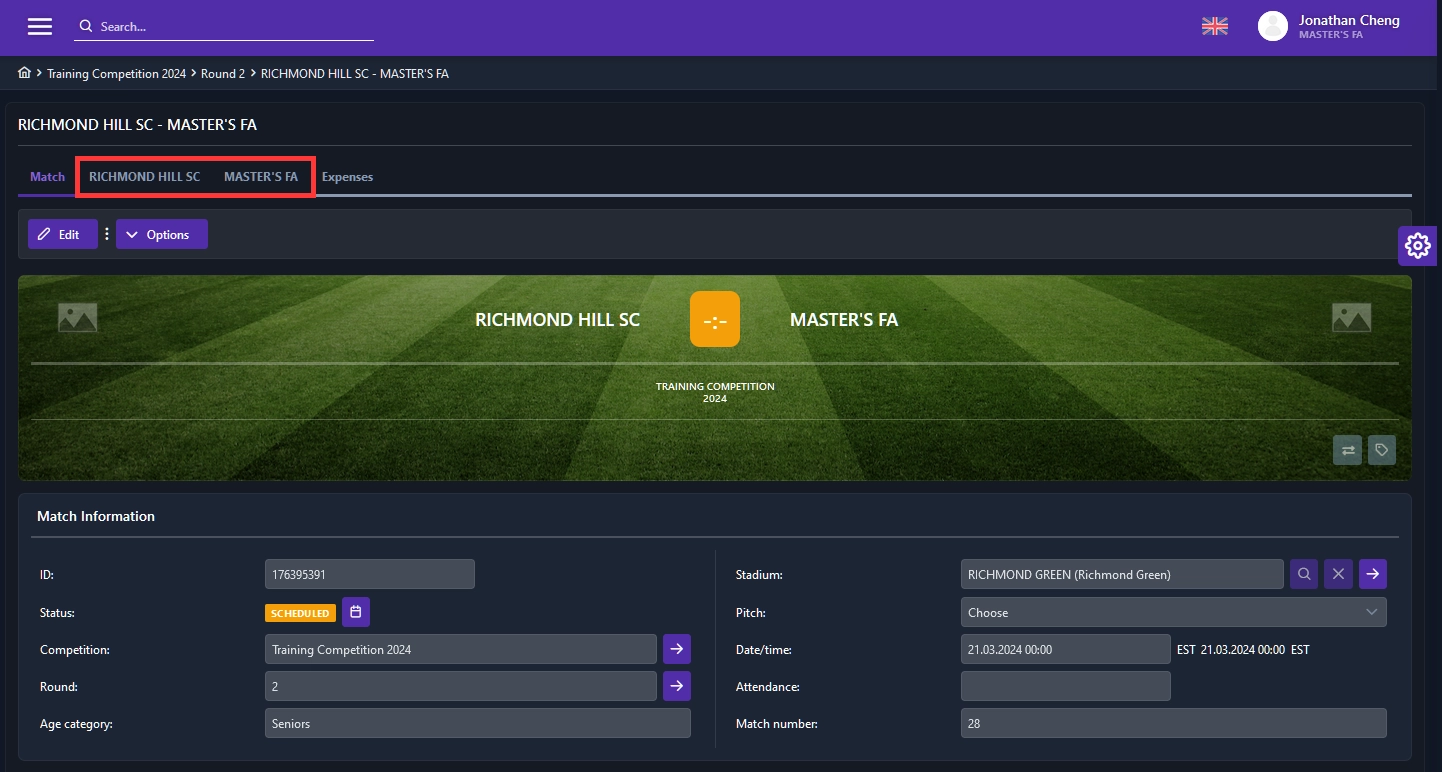 Search...
Jonathan Cheng
MASTER'S FA
Training Competition 2024 > Round 2 > RICHMOND HILL SC - MASTER'S FA
RICHMOND HILL SC - MASTER'S FA
Match RICHMOND HILL SC MASTER'S FA Expenses
Edit Options
RICHMOND HILL SC -:- MASTER'S FA
TRAINING COMPETITION
2024
Match Information
ID: 176395391
Status: SCHEDULED
Competition: Training Competition 2024
Round: 2
Age category: Seniors
Stadium: RICHMOND GREEN (Richmond Green)
Pitch: Choose
Date/time: 21.03.2024 00:00 EST 21.03.2024 00:00 EST
Attendance:
Match number: 28